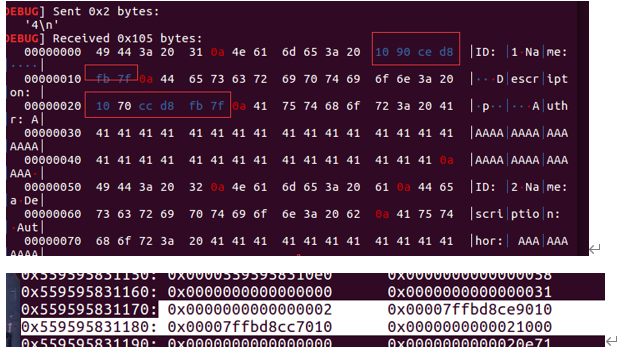 DEBUG] Sent 0x2 bytes:
'4\n'
DEBUG] Received 0x105 bytes:
00000000 49 44 3a 20 31 0a 4e 61 6d 65 3a 20 10 90 ce d8 |ID: |1·Na|me: |
····|
00000010 fb 7f 0a 44 65 73 63 72 69 70 74 69 6f 6e 3a 20 |···D|escr|ipti
on: |
00000020 10 70 cc d8 fb 7f 0a 41 75 74 68 6f 72 3a 20 41 |·p··|···A|utho
r: A|
00000030 41 41 41 41 41 41 41 41 41 41 41 41 41 41 41 41 |AAAA|AAAA|AAA
AAAA|
00000040 41 41 41 41 41 41 41 41 41 41 41 41 41 41 41 0a |AAAA|AAAA|AAA
AAA·|
00000050 49 44 3a 20 32 0a 4e 61 6d 65 3a 20 61 0a 44 65 |ID: |2·Na|me:
a·De|
00000060 73 63 72 69 70 74 69 6f 6e 3a 20 62 0a 41 75 74 |scri|ptio|n:
·Aut|
00000070 68 6f 72 3a 20 41 41 41 41 41 41 41 41 41 41 41 |hor:| AAA|AAA
AAAA|
0x559595831150: 0x00005595958310e0 0x0000000000000038
0x559595831160: 0x0000000000000000 0x0000000000000031
0x559595831170: 0x0000000000000002 0x00007ffbd8ce9010
0x559595831180: 0x00007ffbd8cc7010 0x0000000000021000
0x559595831190: 0x0000000000000000 0x0000000000020e71